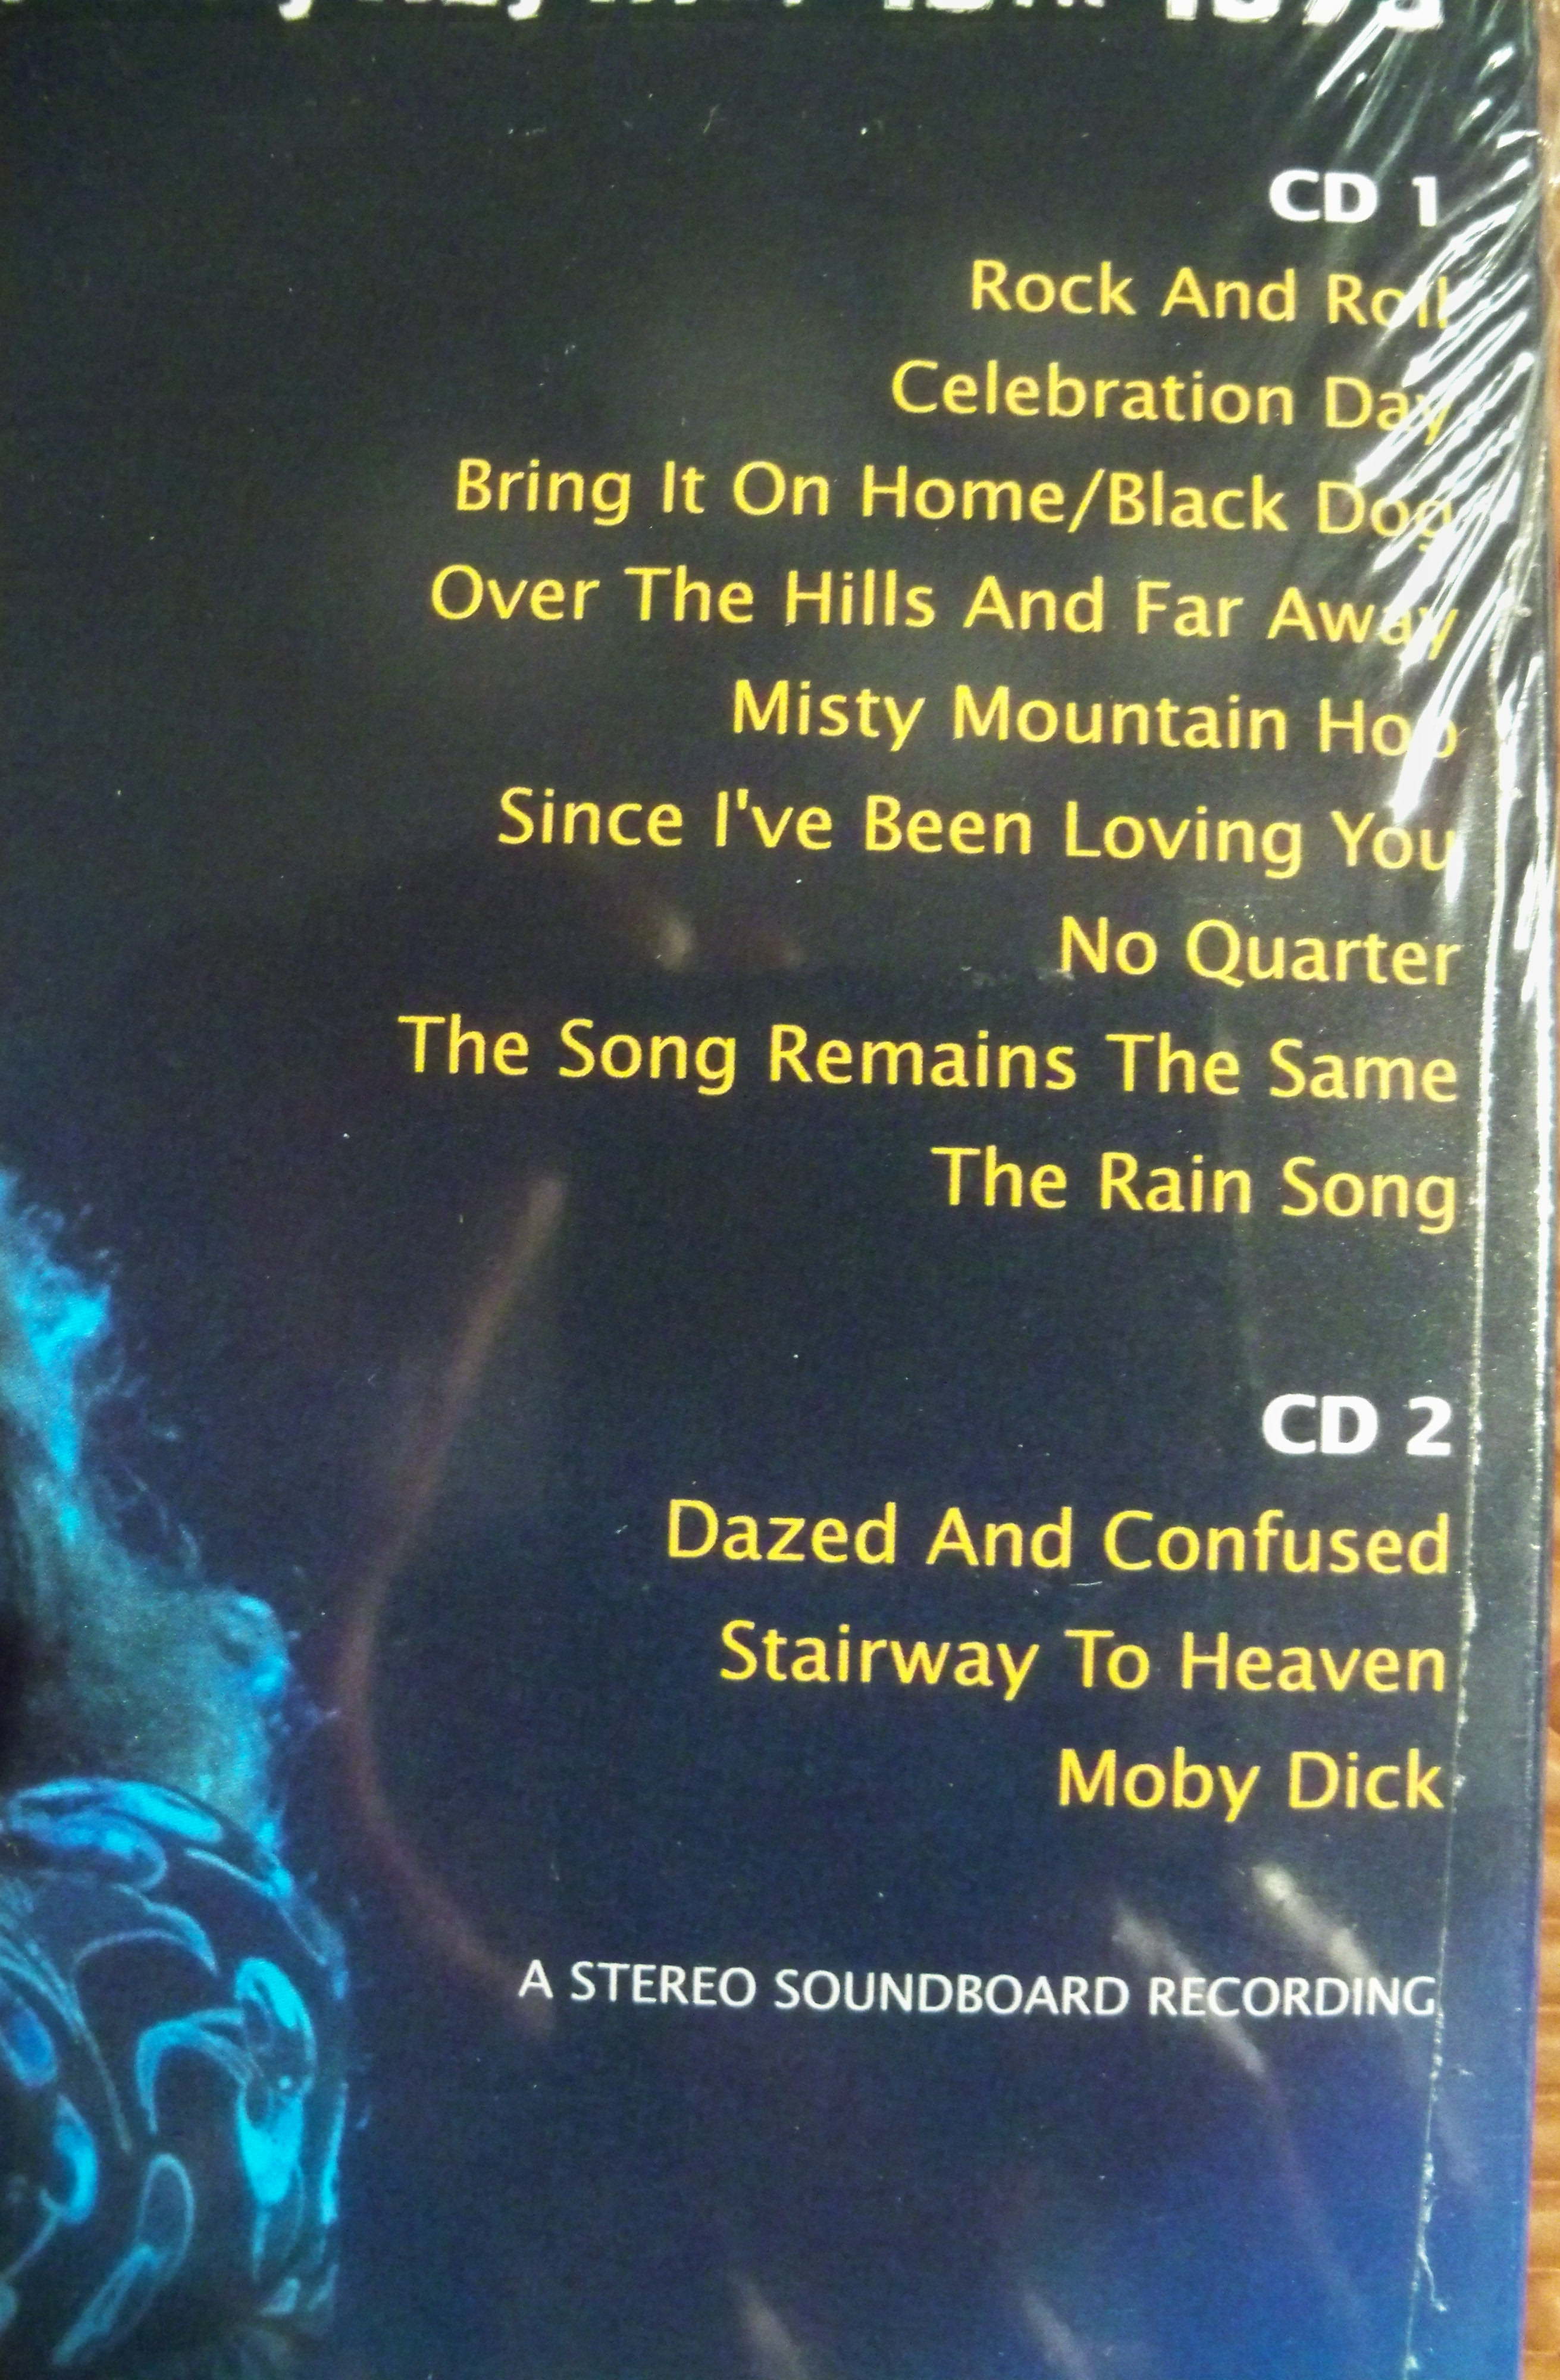 CD 1
Rock And Roll
Celebration Day
Bring It On Home/Black Dog
Over The Hills And Far Away
Misty Mountain Hop
Since I've Been Loving You
No Quarter
The Song Remains The Same
The Rain Song
CD 2
Dazed And Confused
Stairway To Heaven
Moby Dick
A STEREO SOUNDBOARD RECORDING